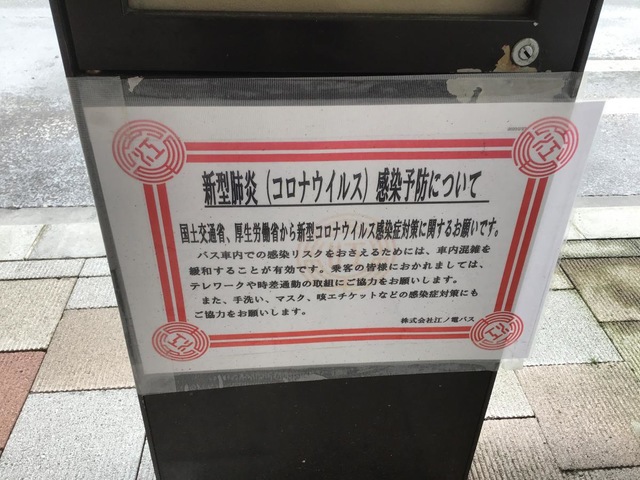 新型肺炎（コロナウイルス）感染予防について
国土交通省、厚生労働省から新型コロナウイルス感染症対策に関するお願いです。
バス車内での感染リスクをおさえるためには、車内混雑を
緩和することが有効です。乗客の皆様におかれましては、
テレワークや時差通勤の取組にご協力をお願いします。
また、手洗い、マスク、咳エチケットなどの感染症対策にも
ご協力をお願いします。
株式会社江ノ電バス